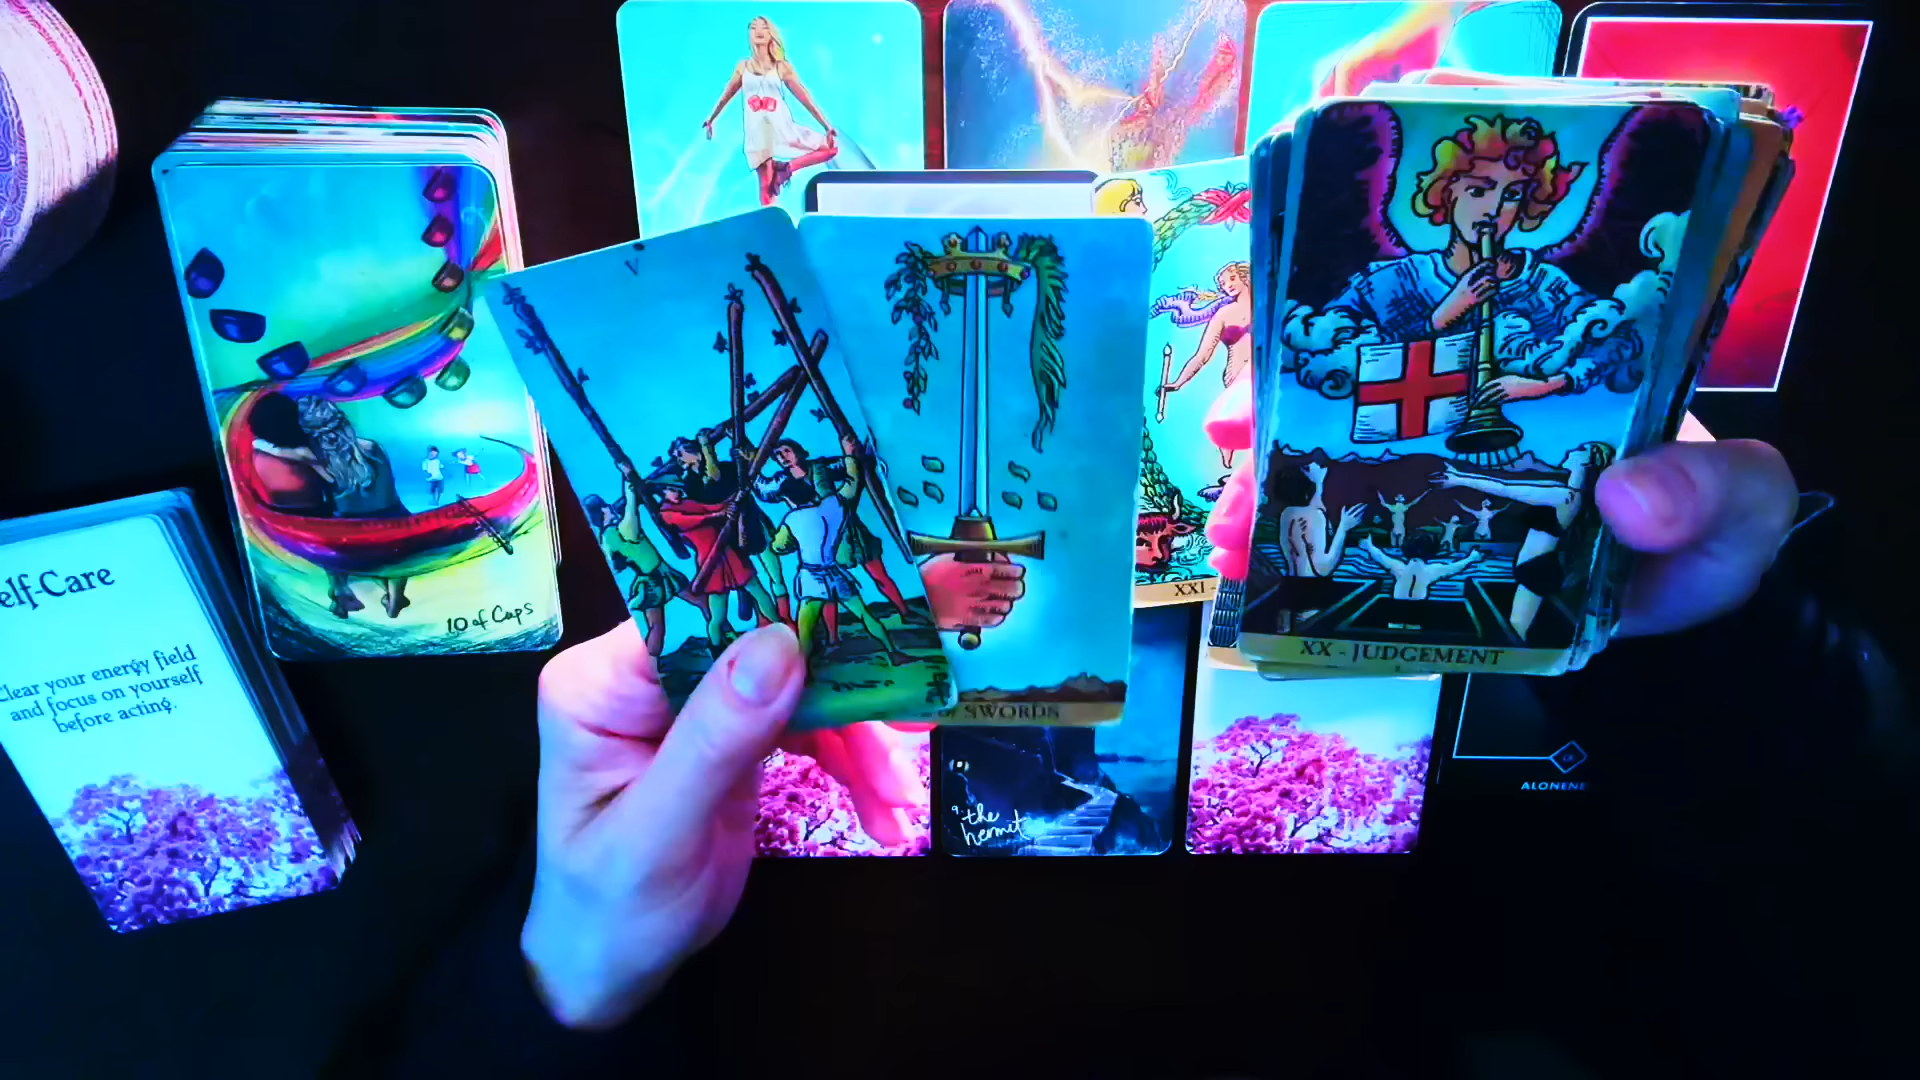 elf-Care
Clear your energy field
and focus on yourself
before acting.
10 of Cups
V
SWORDS
XXI -
XX - JUDGEMENT
9. the
hermit
ALONENE